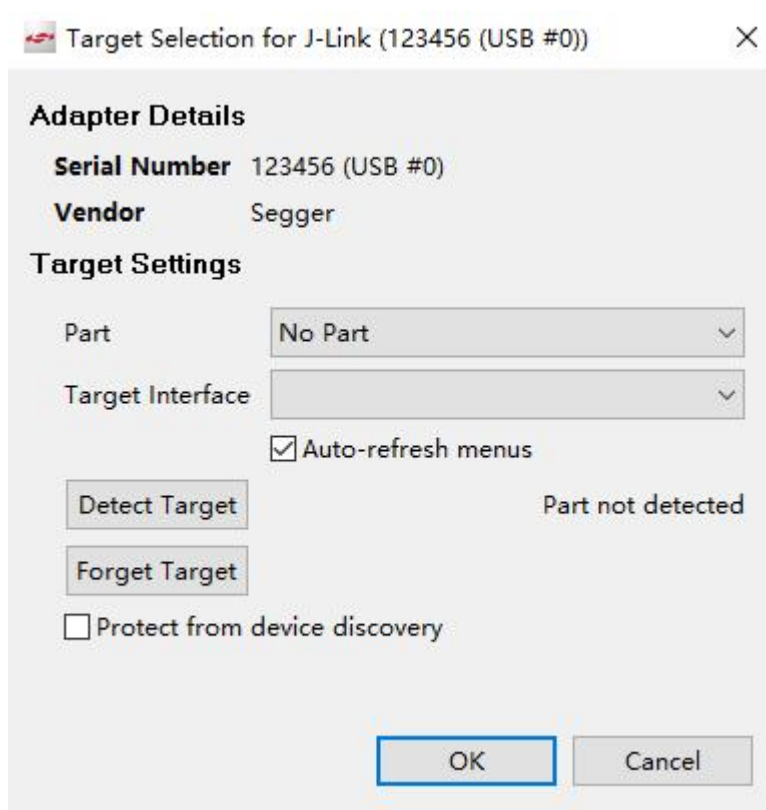 Target Selection for J-Link (123456 (USB #0))
Adapter Details
Serial Number 123456 (USB #0)
Vendor Segger
Target Settings
Part No Part
Target Interface
Auto-refresh menus
Detect Target Part not detected
Forget Target
Protect from device discovery
OK Cancel